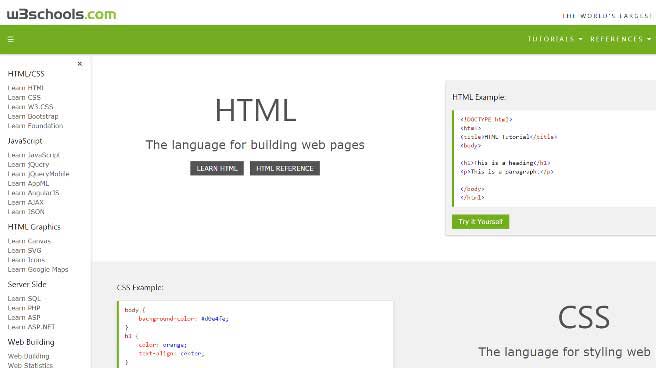 w3schools.com
THE WORLD'S LARGEST
☰
TUTORIALS
REFERENCES
×
HTML/CSS
Learn HTML
Learn CSS
Learn W3.CSS
Learn Bootstrap
Learn Foundation
JavaScript
Learn JavaScript
Learn jQuery
Learn jQueryMobile
Learn AppML
Learn AngularJS
Learn AJAX
Learn JSON
HTML Graphics
Learn Canvas
Learn SVG
Learn Icons
Learn Google Maps
Server Side
Learn SQL
Learn PHP
Learn ASP
Learn ASP.NET
Web Building
Web Building
Web Statistics
HTML
The language for building web pages
LEARN HTML
HTML REFERENCE
HTML Example:
<!DOCTYPE html>
<html>
<title>HTML Tutorial</title>
<body>
<h1>This is a heading</h1>
<p>This is a paragraph.</p>
</body>
</html>
Try it Yourself
CSS Example:
body {
background-color: #d0e4fe;
}
h1 {
color: orange;
text-align: center;
}
CSS
The language for styling web